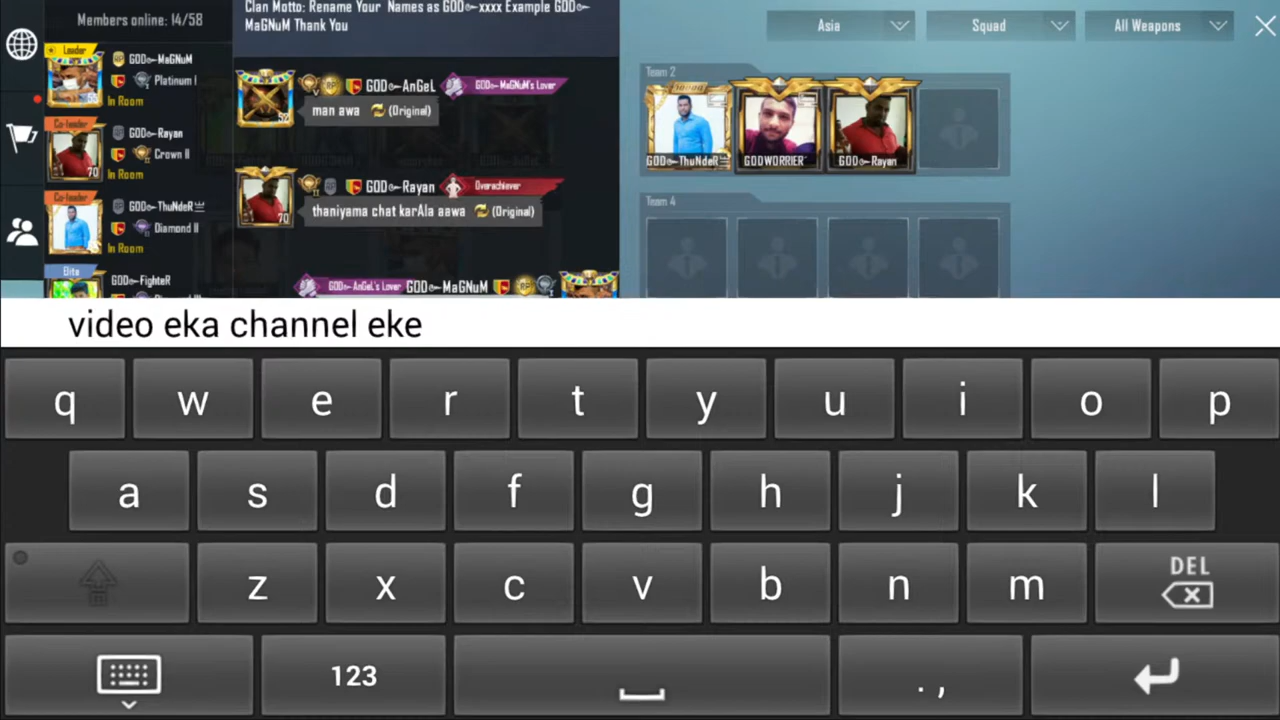 Members online: 14/58
Leader
GOD๛MaGNuM
Platinum I
In Room
Co-leader
GOD๛Rayan
Crown II
70
In Room
Co-leader
GOD๛ThuNdeR
Diamond II
In Room
Elite
GOD๛FighteR
Clan Motto: Rename Your Names as GOD๛xxxx Example GOD๛
MaGNuM Thank You
GOD๛AnGeL
GOD๛MaGNuM's Lover
man awa (Original)
GOD๛Rayan
Overachiever
70
thaniyama chat karAla aawa (Original)
GOD๛AnGeL's Lover
GOD๛MaGNuM
Asia
Squad
All Weapons
Team 2
GOD๛ThuNdeR
GODWORRIER
GOD๛Rayan
Team 4
video eka channel eke
q w e r t y u i o p
a s d f g h j k l
z x c v b n m DEL
123 . ,